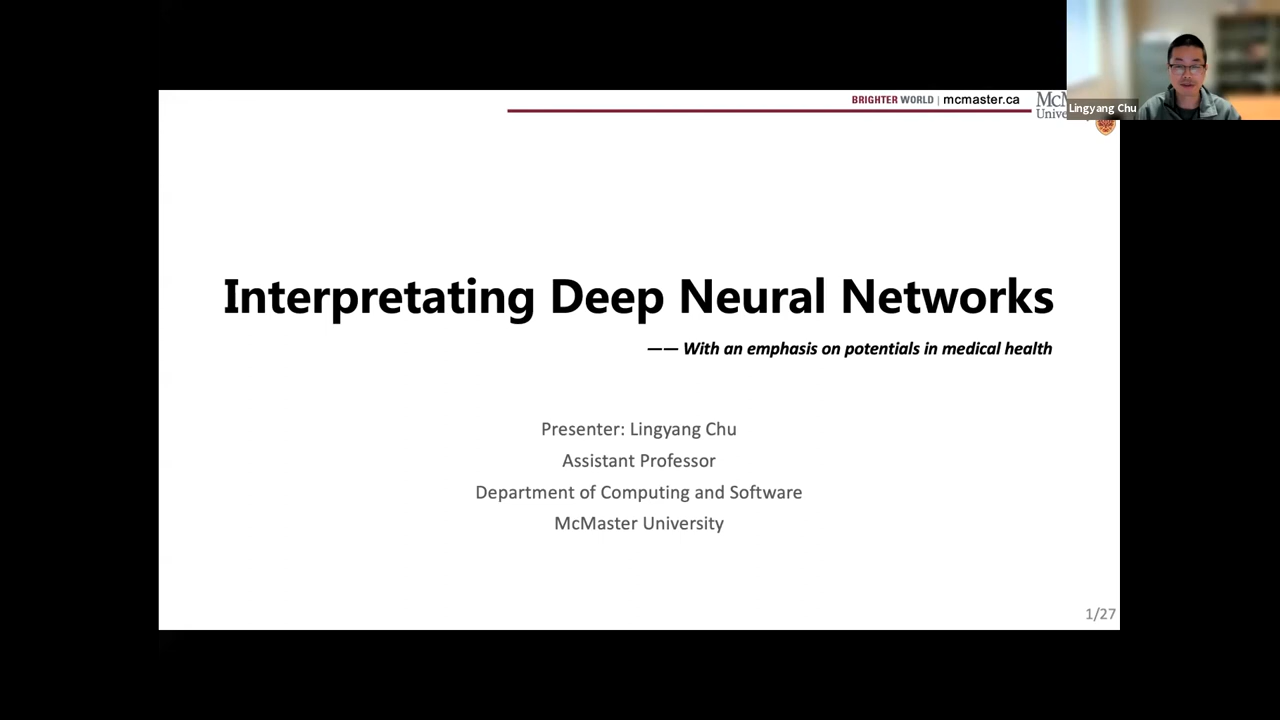 BRIGHTER WORLD | mcmaster.ca
Lingyang Chu
Interpretating Deep Neural Networks
—— With an emphasis on potentials in medical health
Presenter: Lingyang Chu
Assistant Professor
Department of Computing and Software
McMaster University
1/27